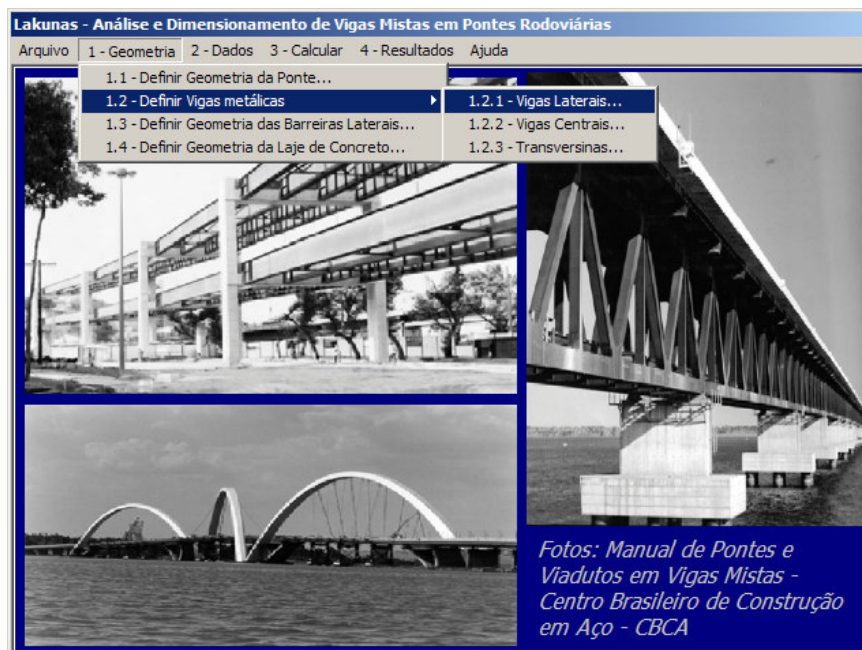 Lakunas - Análise e Dimensionamento de Vigas Mistas em Pontes Rodoviárias
Arquivo 1 - Geometria 2 - Dados 3 - Calcular 4 - Resultados Ajuda
1.1 - Definir Geometria da Ponte...
1.2 - Definir Vigas metálicas
1.3 - Definir Geometria das Barreiras Laterais...
1.4 - Definir Geometria da Laje de Concreto...
1.2.1 - Vigas Laterais...
1.2.2 - Vigas Centrais...
1.2.3 - Transversinas...
Fotos: Manual de Pontes e
Viadutos em Vigas Mistas -
Centro Brasileiro de Construção
em Aço - CBCA